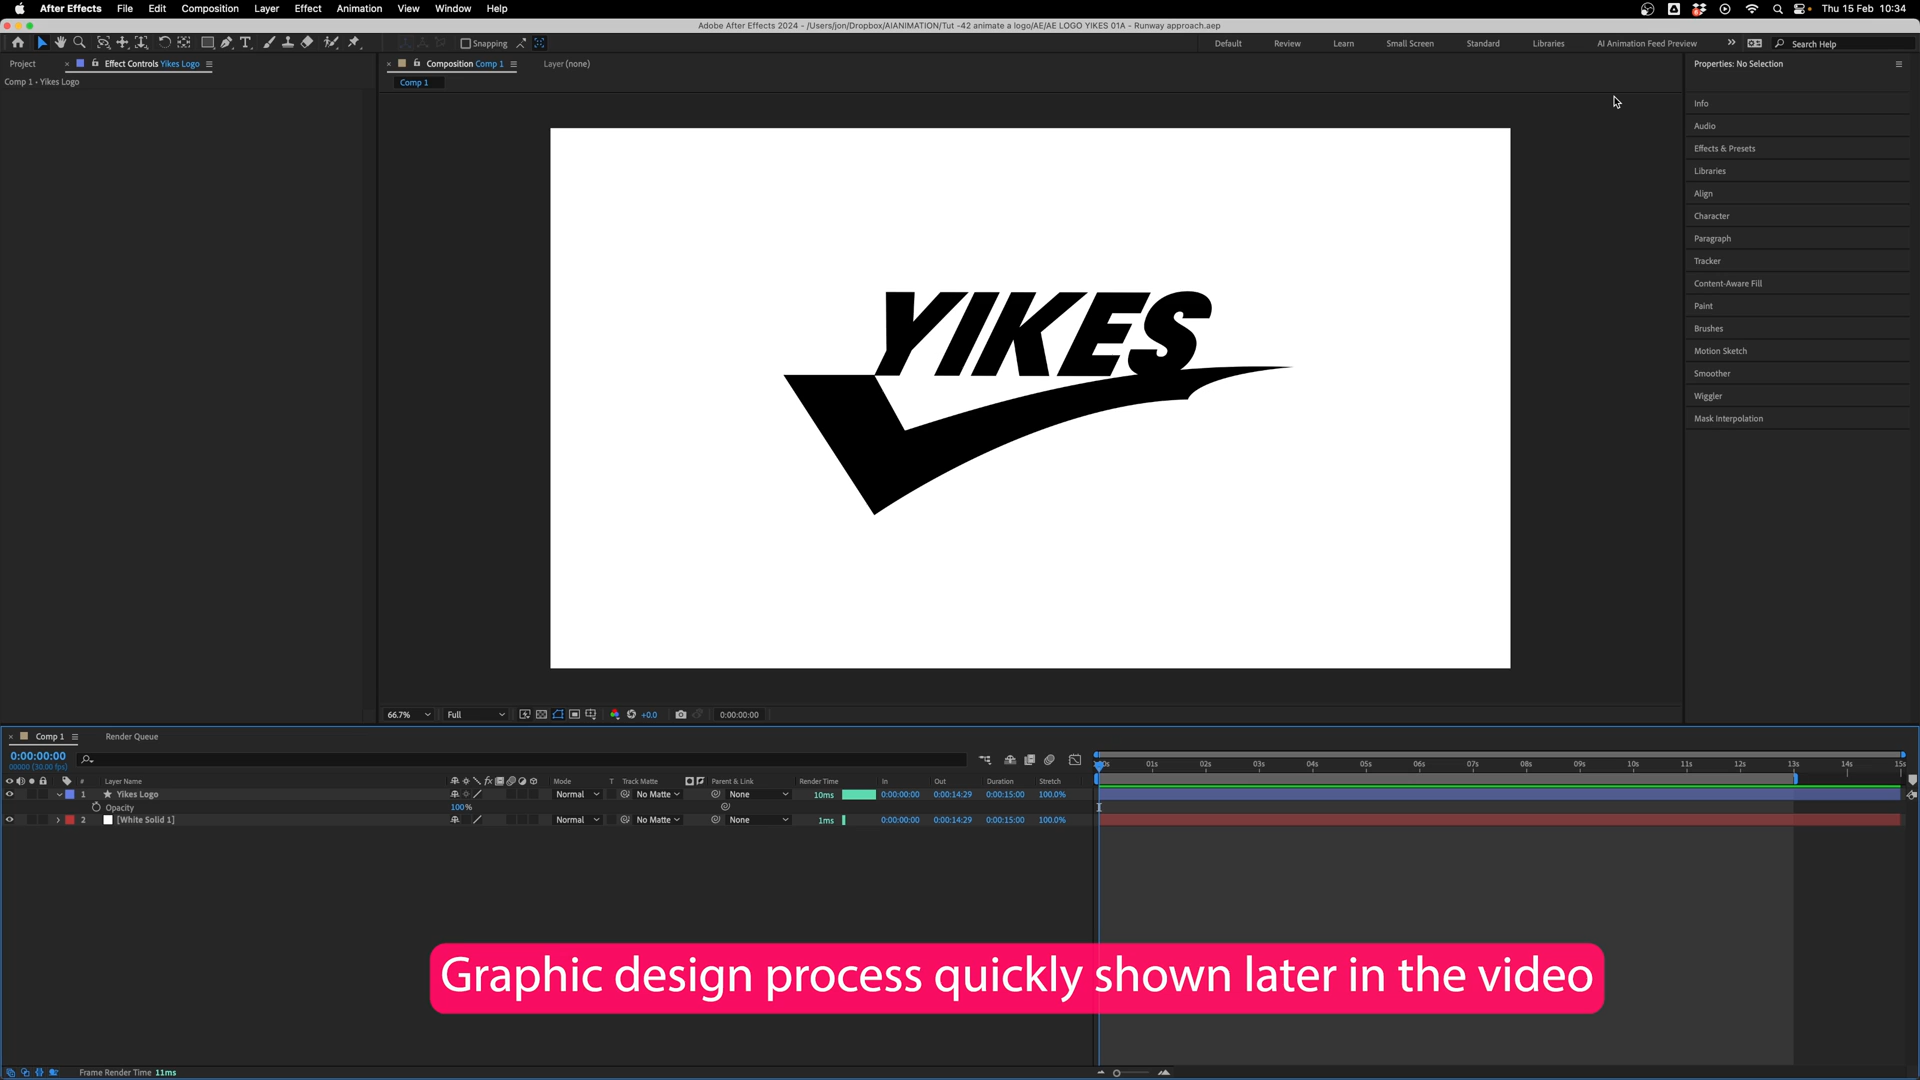 After Effects File Edit Composition Layer Effect Animation View Window Help Thu 15 Feb 10:34
Adobe After Effects 2024 - /Users/jon/Dropbox/AIANIMATION/Tut -42 animate a logo/AE/AE LOGO YIKES 01A - Runway approach.aep
Snapping Default Review Learn Small Screen Standard Libraries AI Animation Feed Preview Search Help
Project Effect Controls Yikes Logo Composition Comp 1 Layer (none) Properties: No Selection
Comp 1 • Yikes Logo Comp 1
Info
Audio
Effects & Presets
Libraries
Align
Character
Paragraph
Tracker
Content-Aware Fill
Paint
Brushes
Motion Sketch
Smoother
Wiggler
Mask Interpolation
YIKES
66.7% Full +0.0 0:00:00:00
Comp 1 Render Queue
0:00:00:00
00000 (30.00 fps)
01s 02s 03s 04s 05s 06s 07s 08s 09s 10s 11s 12s 13s 14s 15s
# Layer Name Mode T Track Matte Parent & Link Render Time In Out Duration Stretch
1 Yikes Logo Normal No Matte None 10ms 0:00:00:00 0:00:14:29 0:00:15:00 100.0%
Opacity 100%
2 [White Solid 1] Normal No Matte None 1ms 0:00:00:00 0:00:14:29 0:00:15:00 100.0%
Graphic design process quickly shown later in the video
Frame Render Time 11ms